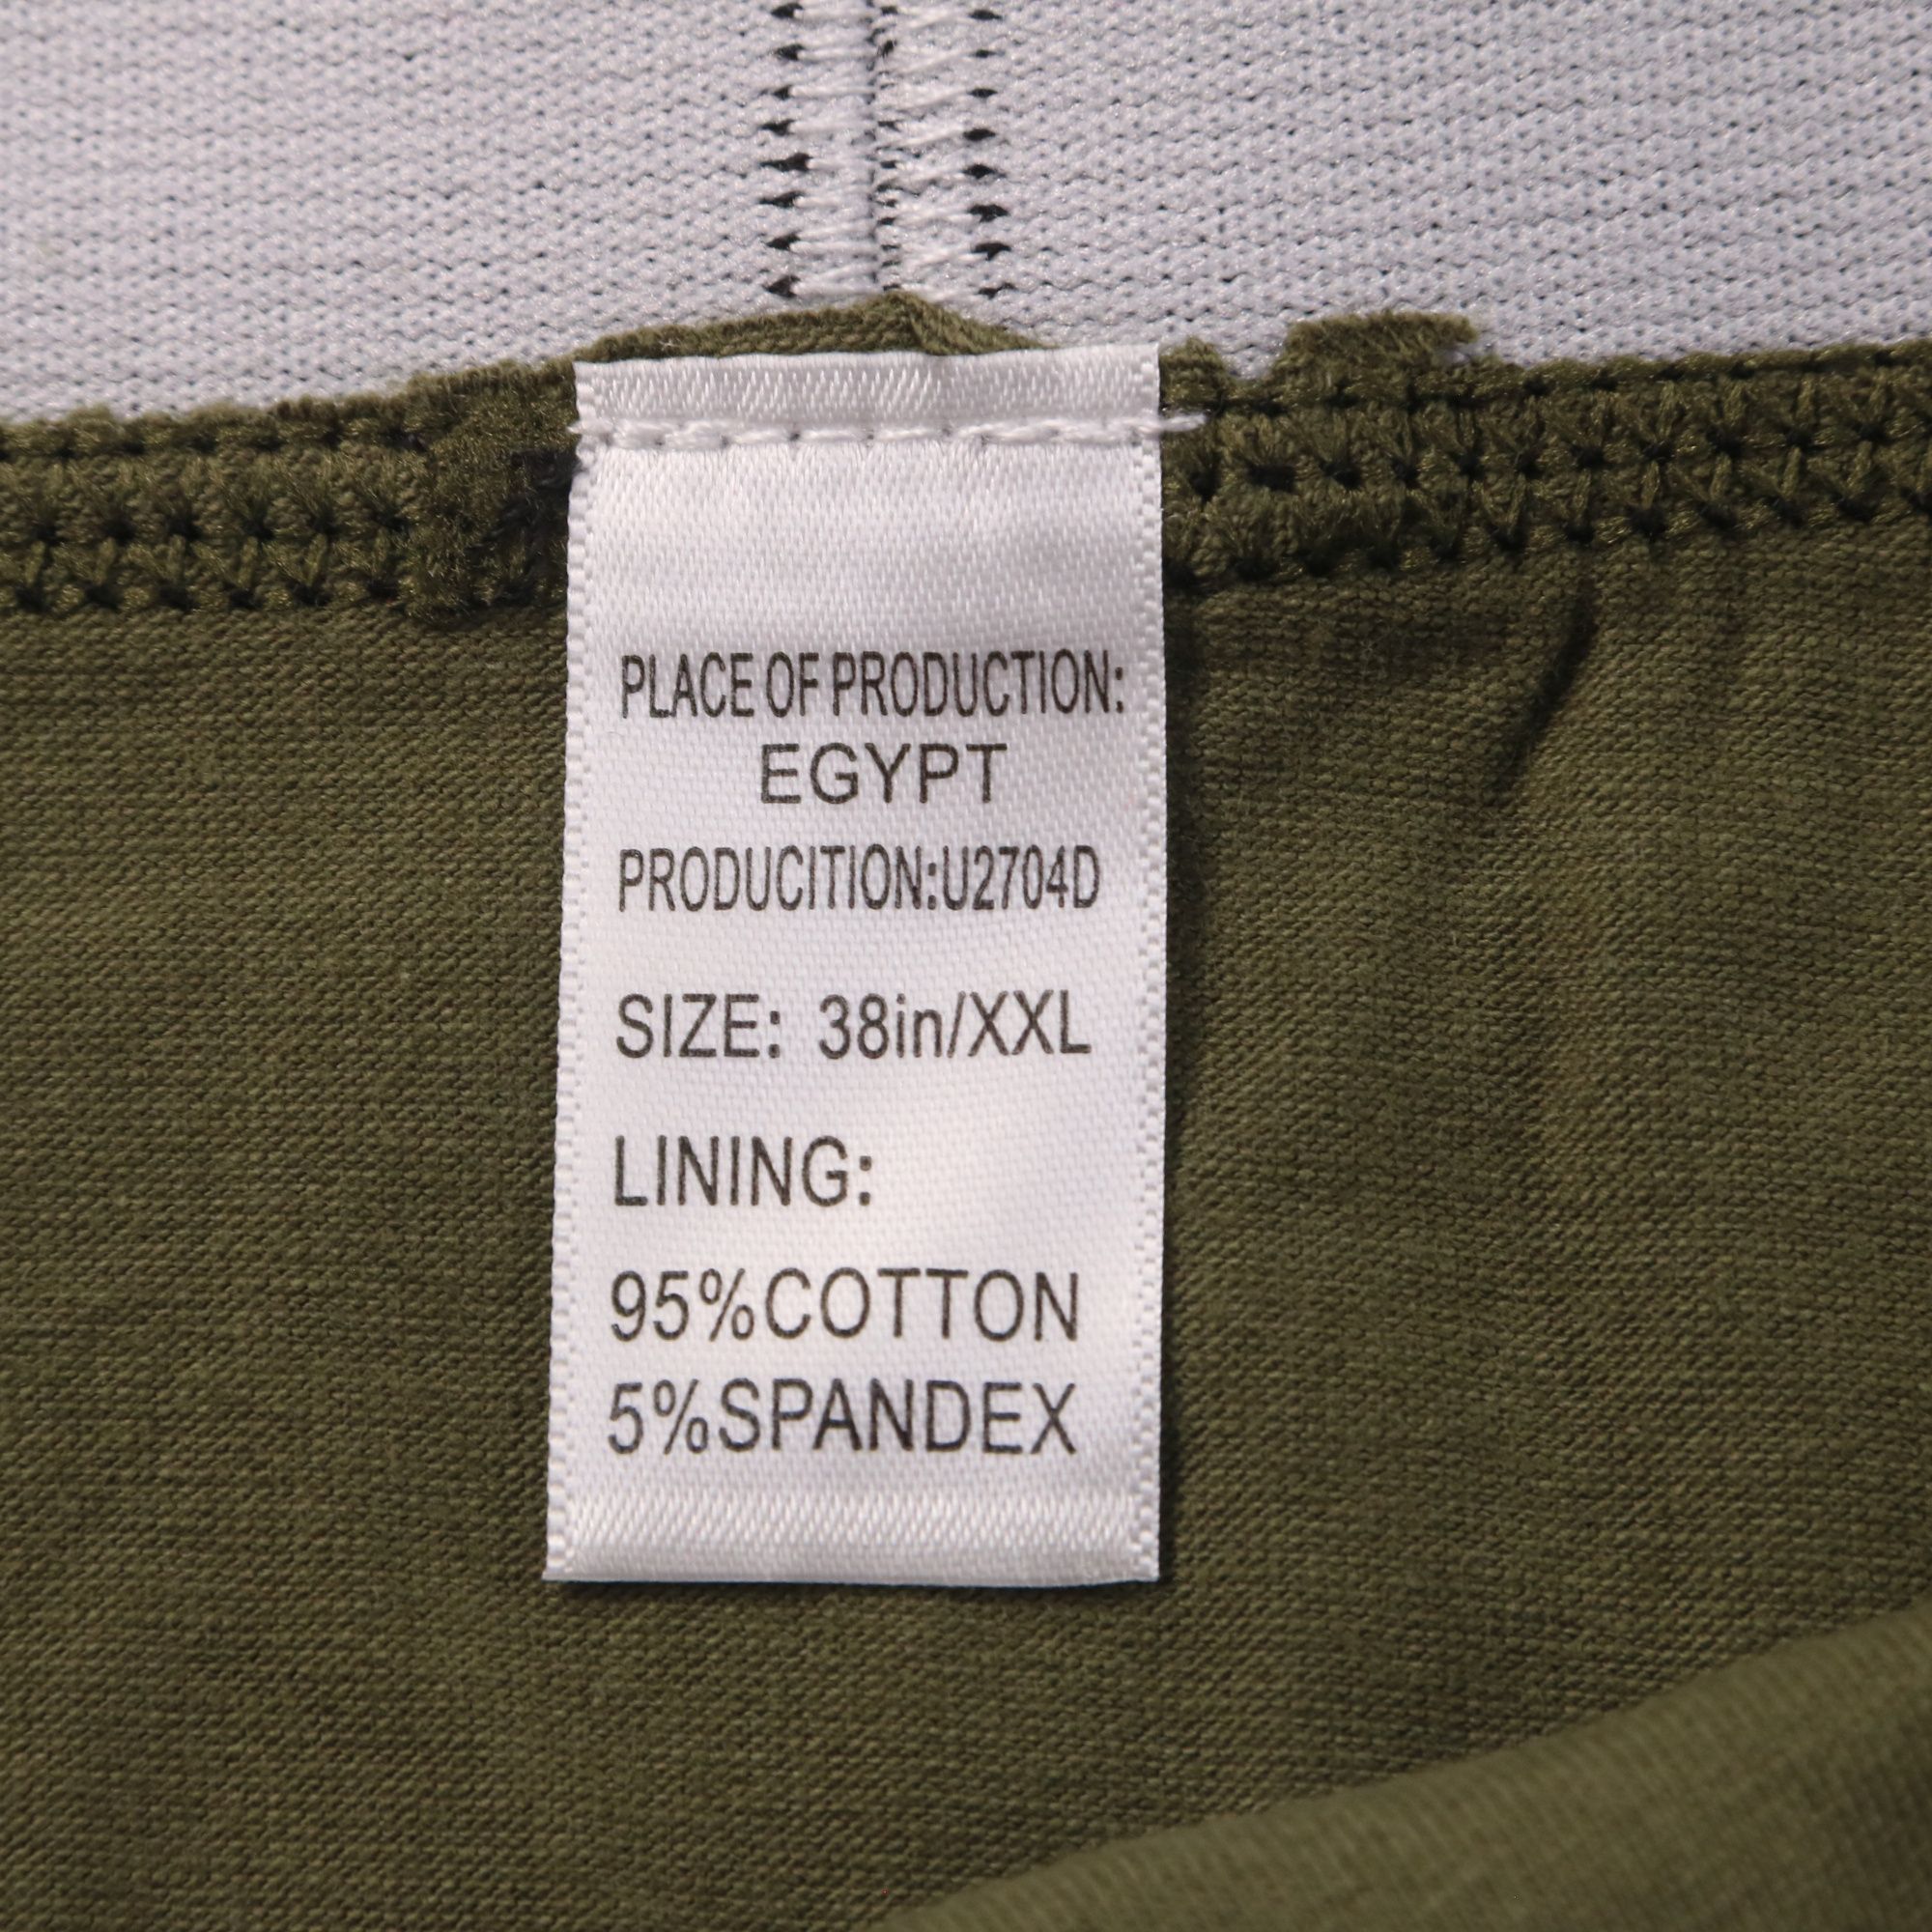 PLACE OF PRODUCTION:
EGYPT
PRODUCITION:U2704D
SIZE: 38in/XXL
LINING:
95%COTTON
5%SPANDEX